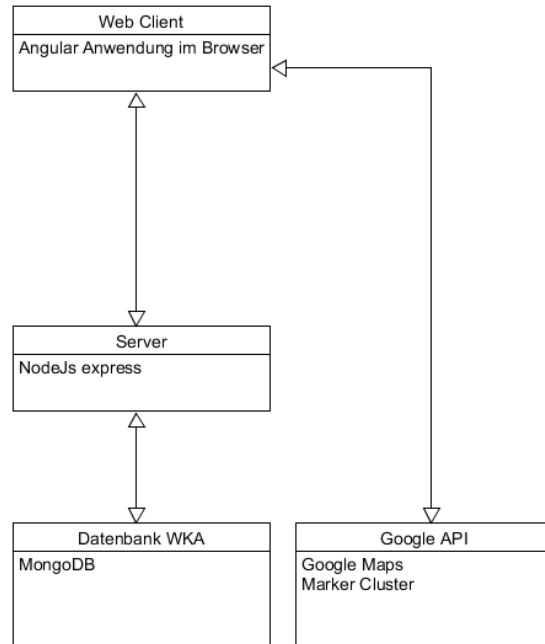 Web Client
Angular Anwendung im Browser
Server
NodeJs express
Datenbank WKA
MongoDB
Google API
Google Maps
Marker Cluster